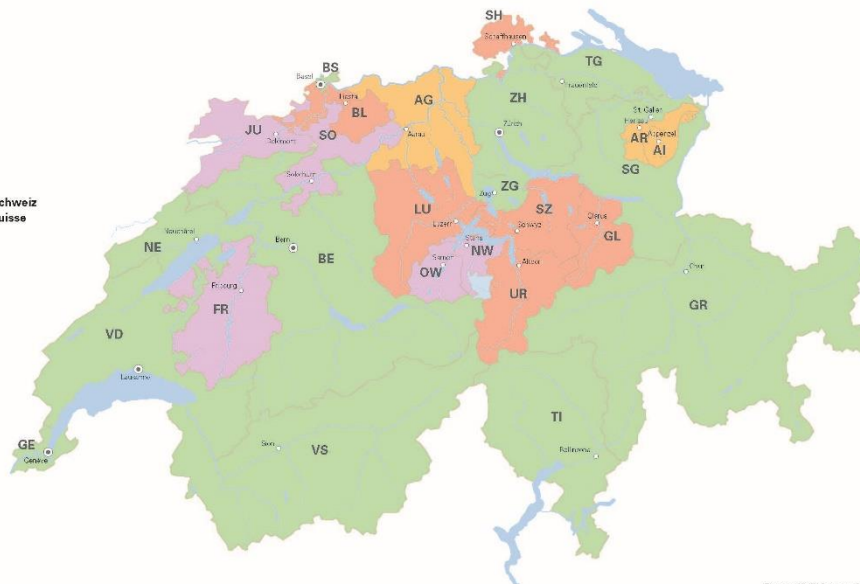 SH
Schaffhausen
BS
TG
Basel
Frauenfeld
AG
ZH
Liestal
St. Gallen
BL
Herisau
JU
SO
Aarau
Zürich
AR
Appenzell
Delémont
AI
SG
Solothurn
ZG
Zug
chweiz
LU
SZ
uisse
Luzern
Schwyz
Glarus
GL
Neuchâtel
Stans
NE
Bern
BE
NW
Sarnen
Altdorf
OW
Chur
Fribourg
UR
GR
FR
VD
Lausanne
TI
GE
Sion
VS
Bellinzona
Genève